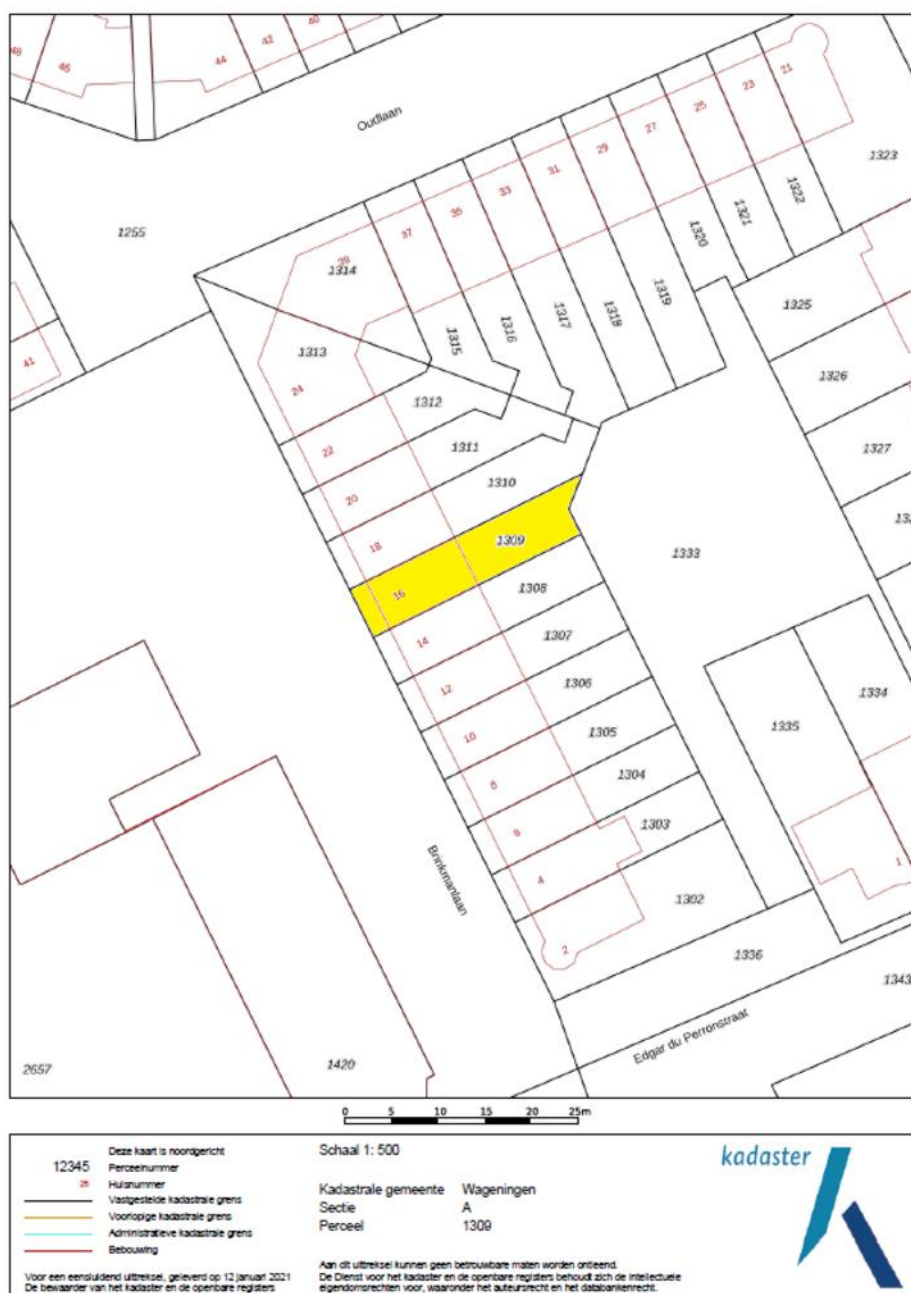 48
46
44
42
40
Oudlaan
21
23
25
27
29
31
33
35
37
39
1323
1322
1321
1320
1319
1318
1317
1316
1315
1314
1255
1325
1313
41
24
1326
1312
22
1311
1327
20
1310
18
1309
1333
16
1308
14
1307
12
1306
1334
10
1305
1335
8
1304
6
1303
4
1302
1
Brinkmanlaan
2
1336
1343
Edgar du Perronstraat
2657
1420
0 5 10 15 20 25m
Deze kaart is noordgericht
12345 Perceelnummer
25 Huisnummer
Vastgestelde kadastrale grens
Voorlopige kadastrale grens
Administratieve kadastrale grens
Bebouwing
Voor een eensluidend uittreksel, geleverd op 12 januari 2021
De bewaarder van het kadaster en de openbare registers
Schaal 1: 500
Kadastrale gemeente Wageningen
Sectie A
Perceel 1309
Aan dit uittreksel kunnen geen betrouwbare maten worden ontleend.
De Dienst voor het kadaster en de openbare registers behoudt zich de intellectuele
eigendomsrechten voor, waaronder het auteursrecht en het databankenrecht.
kadaster